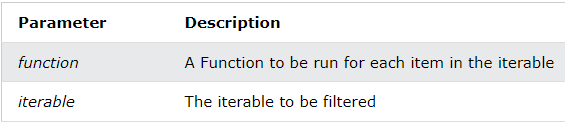 Parameter Description
function A Function to be run for each item in the iterable
iterable The iterable to be filtered